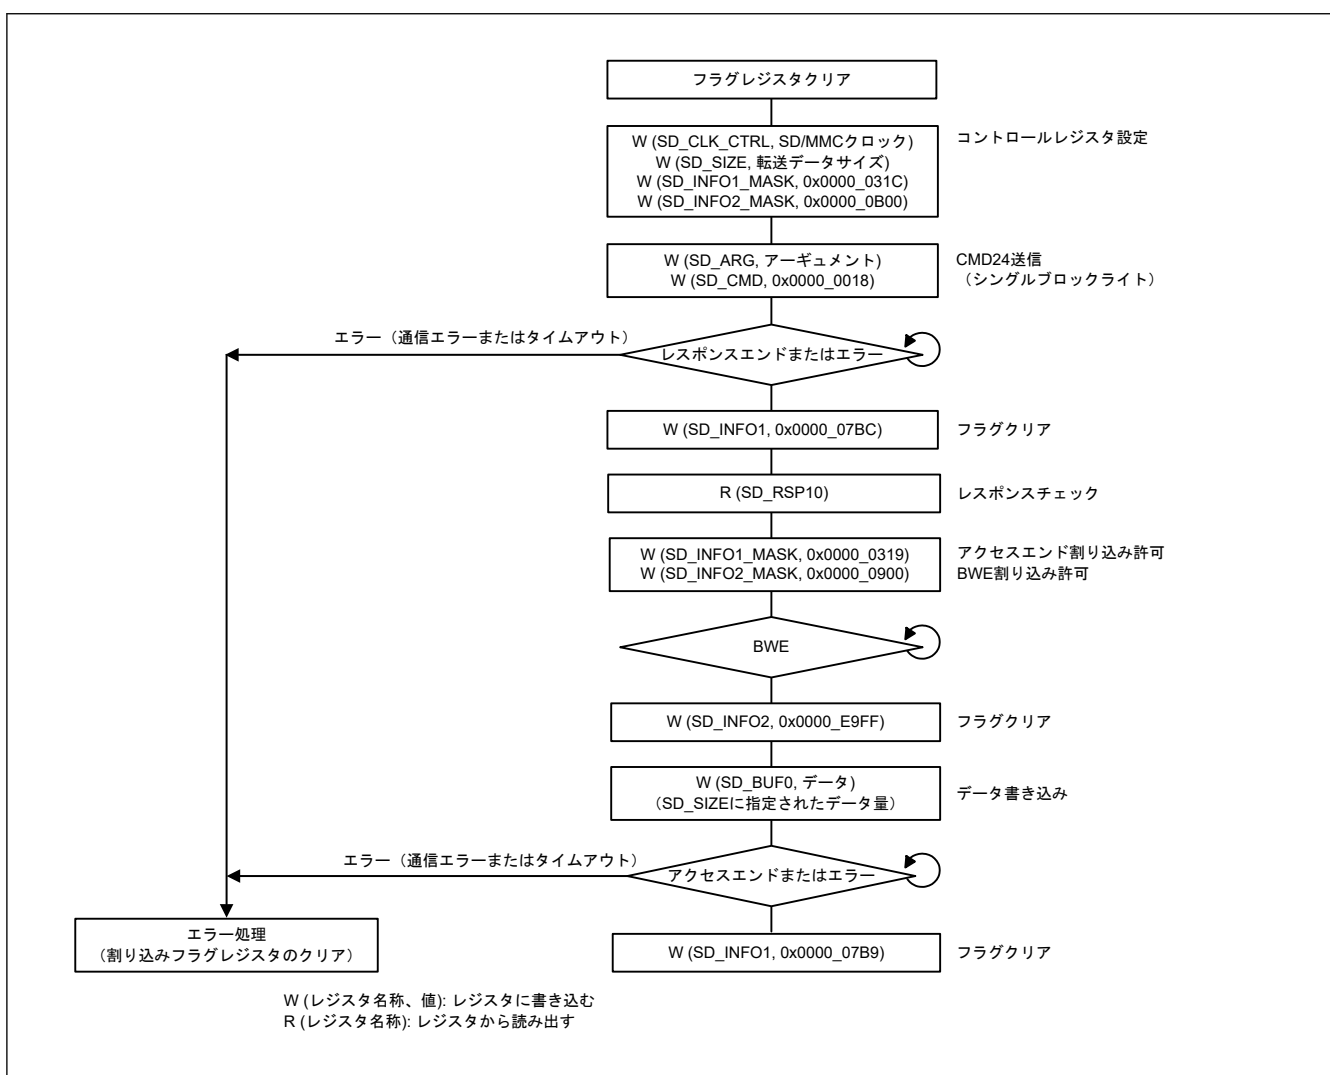 フラグレジスタクリア
W (SD_CLK_CTRL, SD/MMCクロック)
W (SD_SIZE, 転送データサイズ)
W (SD_INFO1_MASK, 0x0000_031C)
W (SD_INFO2_MASK, 0x0000_0B00)
コントロールレジスタ設定
W (SD_ARG, アーギュメント)
W (SD_CMD, 0x0000_0018)
CMD24送信
（シングルブロックライト）
エラー（通信エラーまたはタイムアウト）
レスポンスエンドまたはエラー
W (SD_INFO1, 0x0000_07BC)
フラグクリア
R (SD_RSP10)
レスポンスチェック
W (SD_INFO1_MASK, 0x0000_0319)
W (SD_INFO2_MASK, 0x0000_0900)
アクセスエンド割り込み許可
BWE割り込み許可
BWE
W (SD_INFO2, 0x0000_E9FF)
フラグクリア
W (SD_BUF0, データ)
（SD_SIZEに指定されたデータ量）
データ書き込み
エラー（通信エラーまたはタイムアウト）
アクセスエンドまたはエラー
エラー処理
（割り込みフラグレジスタのクリア）
W (SD_INFO1, 0x0000_07B9)
フラグクリア
W (レジスタ名称、値): レジスタに書き込む
R (レジスタ名称): レジスタから読み出す